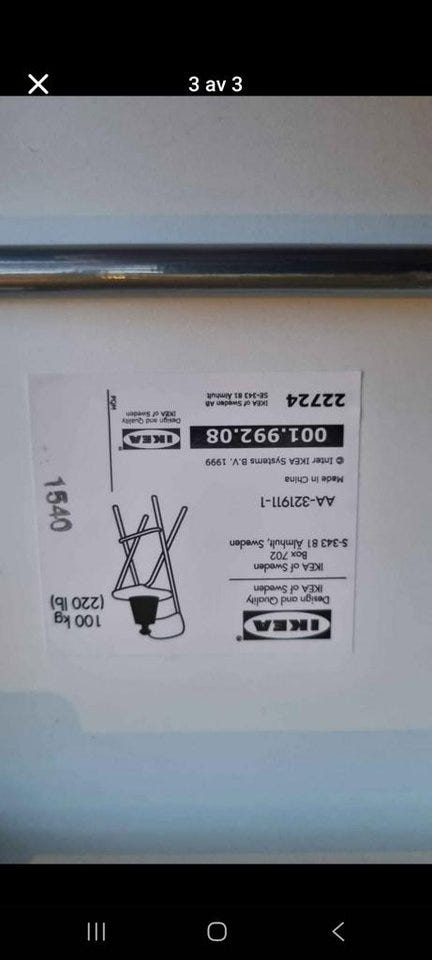 3 av 3
IKEA®
Design and Quality
IKEA of Sweden
IKEA of Sweden
Box 702
S-343 81 Älmhult, Sweden
AA-321911-1
Made in China
© Inter IKEA Systems B.V. 1999
001.992.08
22724
IKEA of Sweden AB
SE-343 81 Älmhult
100 kg
(220 lb)
1540
IKEA®
Design and Quality
IKEA of Sweden